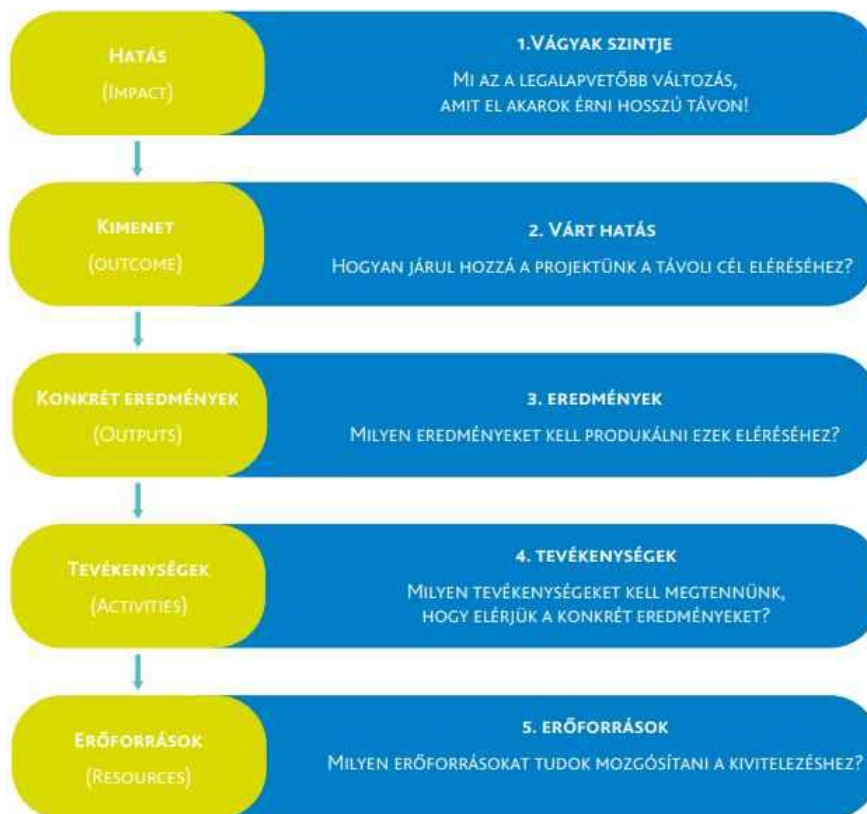 HATÁS
(IMPACT)
1.VÁGYAK SZINTJE
MI AZ A LEGALAPVETŐBB VÁLTOZÁS,
AMIT EL AKAROK ÉRNI HOSSZÚ TÁVON!
KIMENET
(OUTCOME)
2. VÁRT HATÁS
HOGYAN JÁRUL HOZZÁ A PROJEKTÜNK A TÁVOLI CÉL ELÉRÉSÉHEZ?
KONKRÉT EREDMÉNYEK
(OUTPUTS)
3. EREDMÉNYEK
MILYEN EREDMÉNYEKET KELL PRODUKÁLNI EZEK ELÉRÉSÉHEZ?
TEVÉKENYSÉGEK
(ACTIVITIES)
4. TEVÉKENYSÉGEK
MILYEN TEVÉKENYSÉGEKET KELL MEGTENNÜNK,
HOGY ELÉRJÜK A KONKRÉT EREDMÉNYEKET?
ERŐFORRÁSOK
(RESOURCES)
5. ERŐFORRÁSOK
MILYEN ERŐFORRÁSOKAT TUDOK MOZGÓSÍTANI A KIVITELEZÉSHEZ?